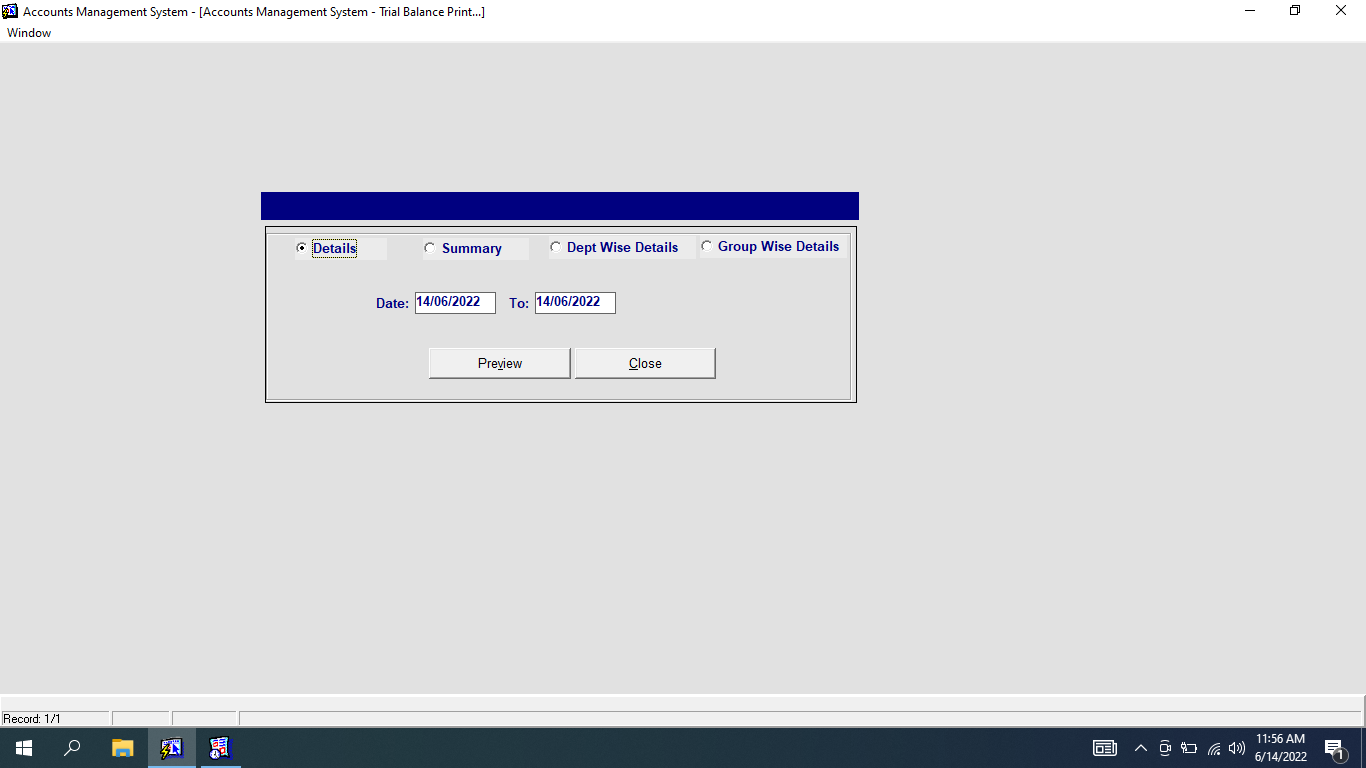 Accounts Management System - [Accounts Management System - Trial Balance Print...]
Window
Details Summary Dept Wise Details Group Wise Details
Date: 14/06/2022 To: 14/06/2022
Preview Close
Record: 1/1
11:56 AM
6/14/2022
1